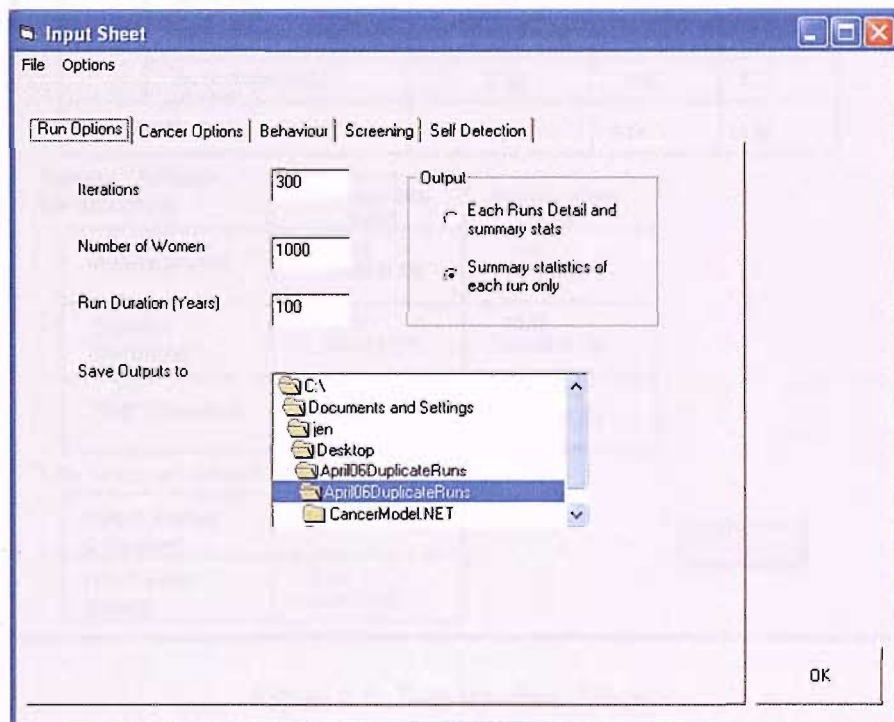 Input Sheet
File Options
Run Options Cancer Options Behaviour Screening Self Detection
Iterations 300
Number of Women 1000
Run Duration (Years) 100
Output
Each Runs Detail and
summary stats
Summary statistics of
each run only
Save Outputs to
C:\
Documents and Settings
jen
Desktop
April06DuplicateRuns
April06DuplicateRuns
CancerModel.NET
OK